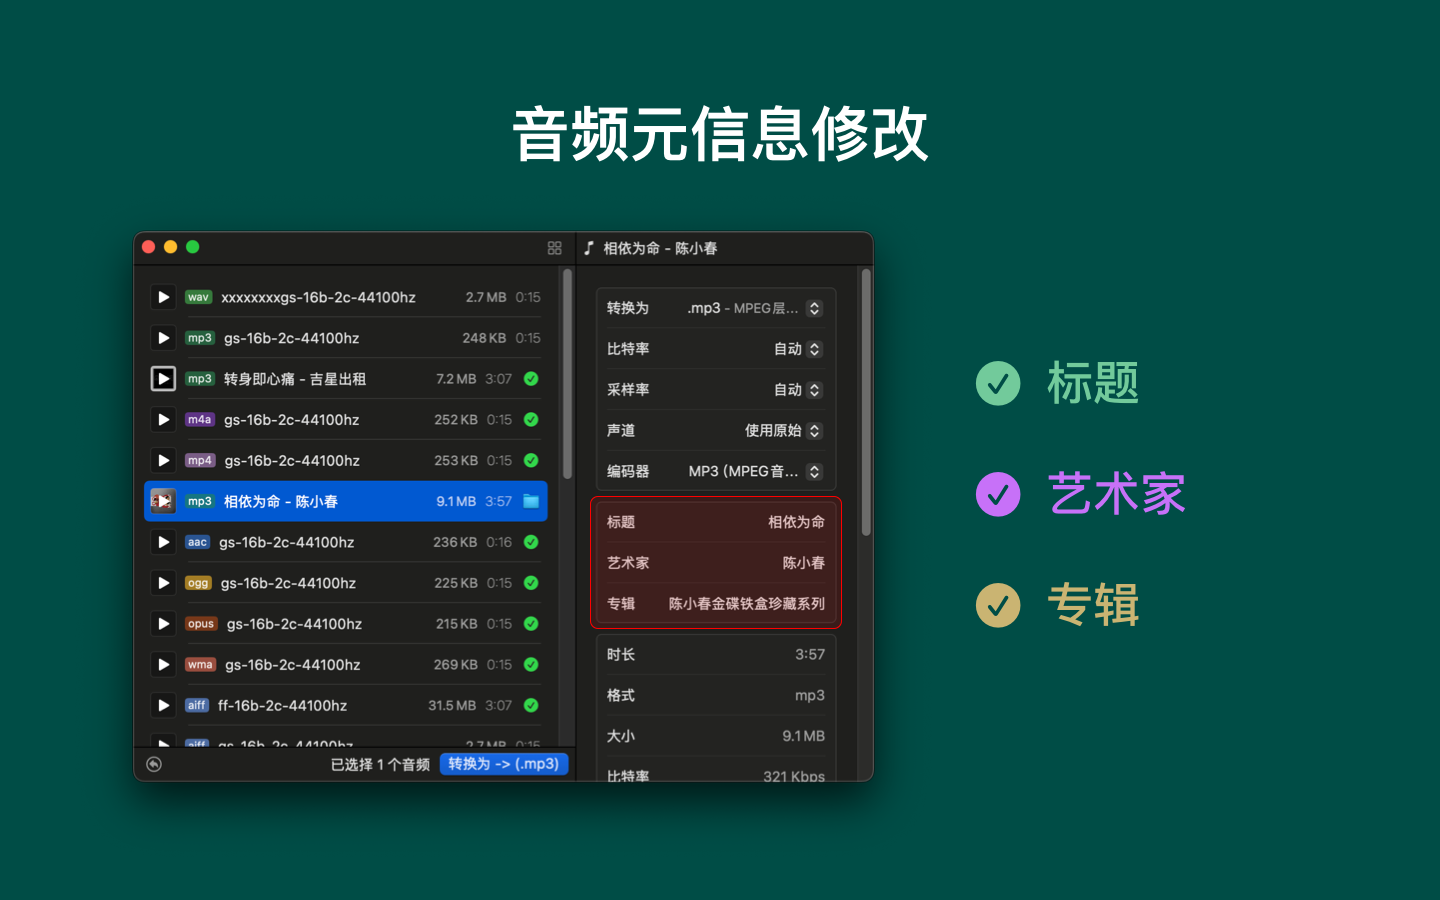 音频元信息修改
相依为命 - 陈小春
wav xxxxxxxxgs-16b-2c-44100hz 2.7 MB 0:15
mp3 gs-16b-2c-44100hz 248 KB 0:15
mp3 转身即心痛 - 吉星出租 7.2 MB 3:07
m4a gs-16b-2c-44100hz 252 KB 0:15
mp4 gs-16b-2c-44100hz 253 KB 0:15
mp3 相依为命 - 陈小春 9.1 MB 3:57
aac gs-16b-2c-44100hz 236 KB 0:16
ogg gs-16b-2c-44100hz 225 KB 0:15
opus gs-16b-2c-44100hz 215 KB 0:15
wma gs-16b-2c-44100hz 269 KB 0:15
aiff ff-16b-2c-44100hz 31.5 MB 3:07
aiff gs-16b-2c-44100hz 2.7 MB 0:15
已选择 1 个音频 转换为 -> (.mp3)
转换为 .mp3 - MPEG层...
比特率 自动
采样率 自动
声道 使用原始
编码器 MP3 (MPEG音...
标题 相依为命
艺术家 陈小春
专辑 陈小春金碟铁盒珍藏系列
时长 3:57
格式 mp3
大小 9.1 MB
比特率 321 Kbps
标题
艺术家
专辑